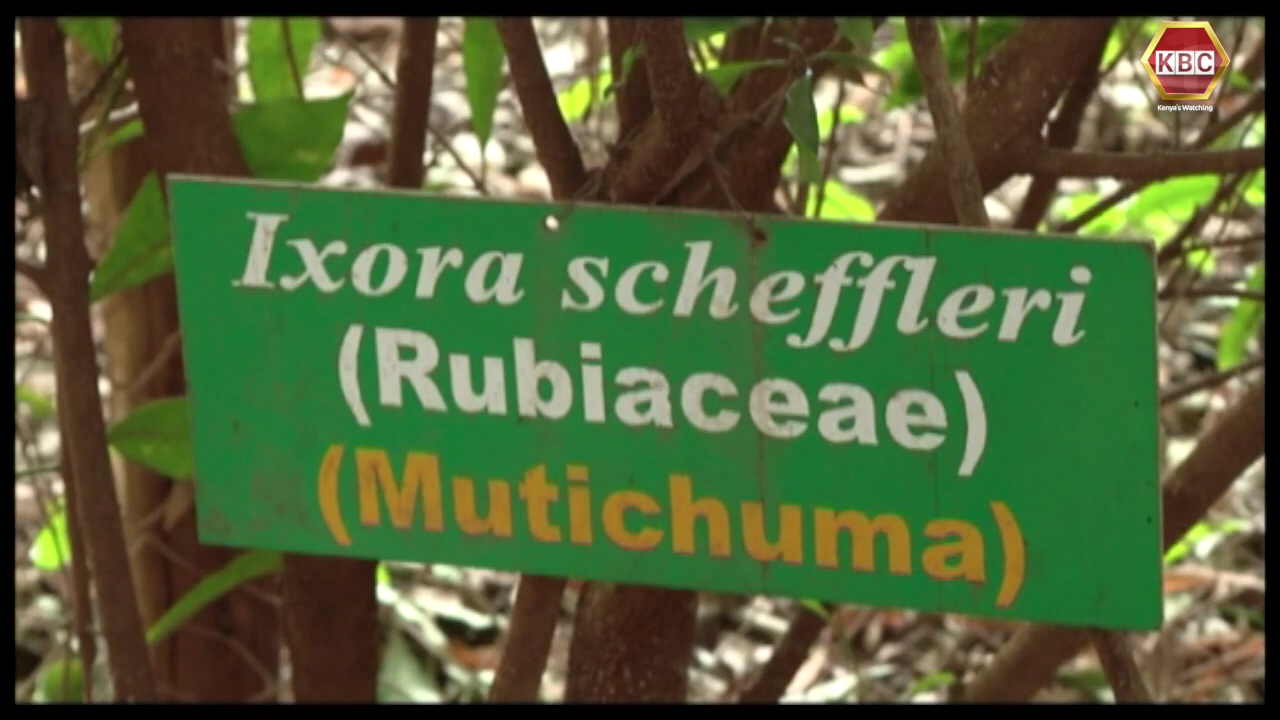 KBC
Kenya's Watching
Ixora scheffleri
(Rubiaceae)
(Mutichuma)